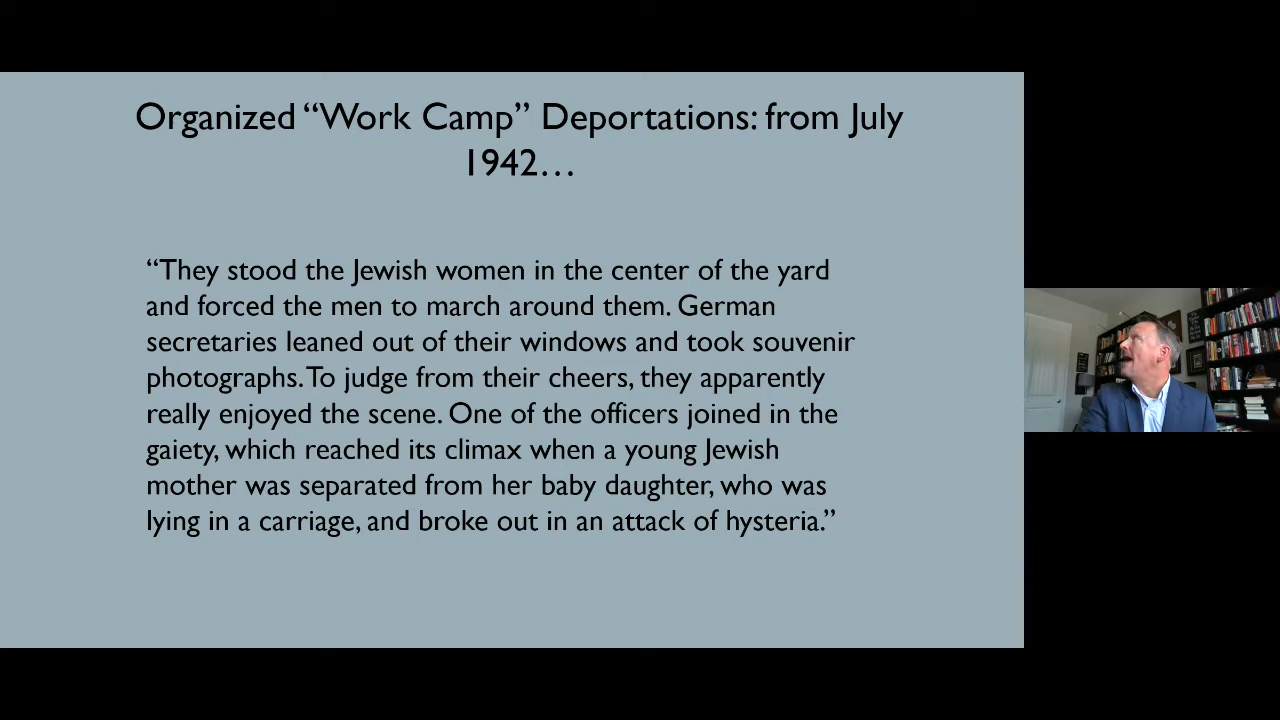 Organized “Work Camp” Deportations: from July
1942…
“They stood the Jewish women in the center of the yard
and forced the men to march around them. German
secretaries leaned out of their windows and took souvenir
photographs. To judge from their cheers, they apparently
really enjoyed the scene. One of the officers joined in the
gaiety, which reached its climax when a young Jewish
mother was separated from her baby daughter, who was
lying in a carriage, and broke out in an attack of hysteria.”